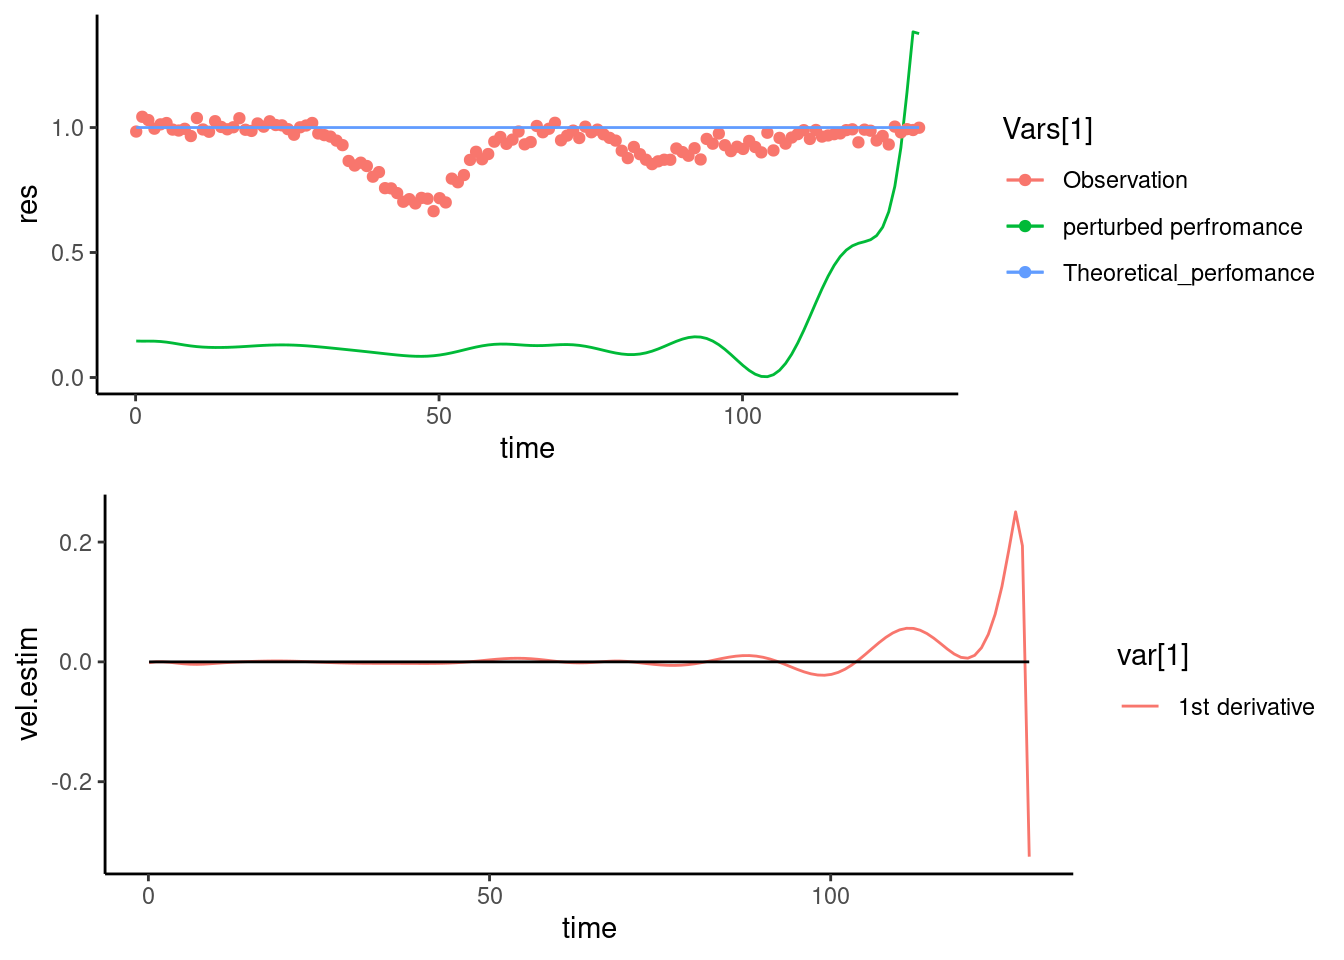 1.0
0.5
0.0
res
0
50
100
time
Vars[1]
Observation
perturbed perfromance
Theoretical_perfomance
0.2
0.0
-0.2
vel.estim
0
50
100
time
var[1]
1st derivative